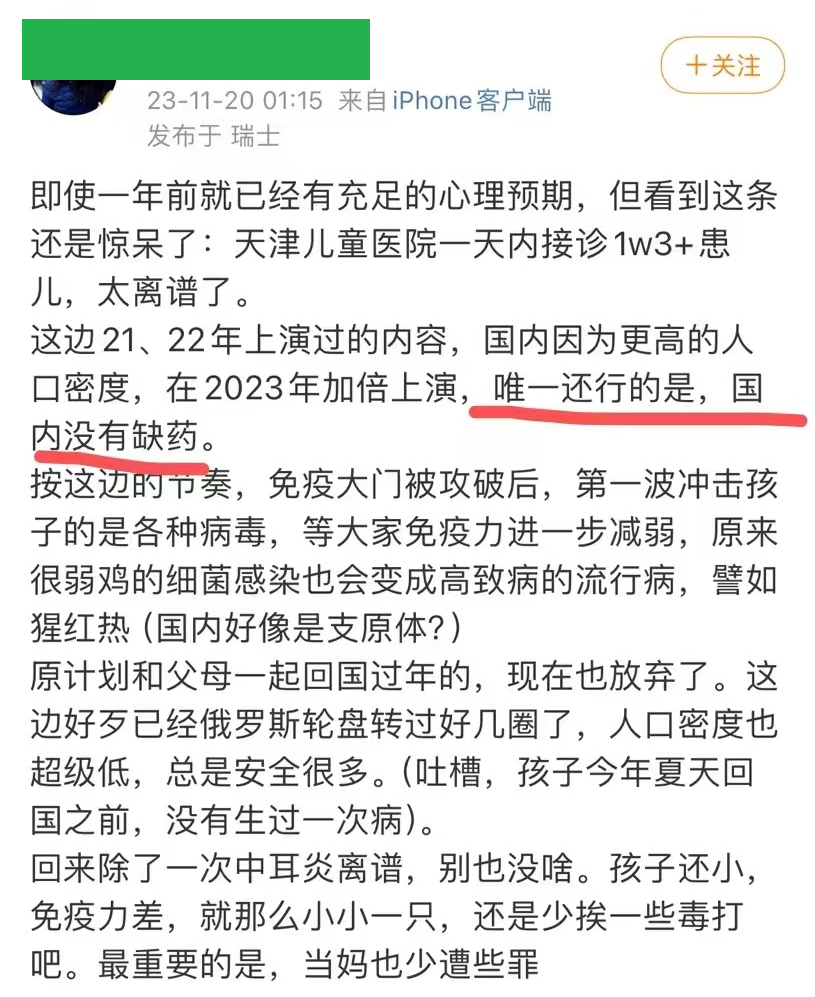 +关注
23-11-20 01:15 来自 iPhone客户端
发布于 瑞士
即使一年前就已经有充足的心理预期，但看到这条
还是惊呆了：天津儿童医院一天内接诊1w3+患
儿，太离谱了。
这边21、22年上演过的内容，国内因为更高的人
口密度，在2023年加倍上演，唯一还行的是，国
内没有缺药。
按这边的节奏，免疫大门被攻破后，第一波冲击孩
子的是各种病毒，等大家免疫力进一步减弱，原来
很弱鸡的细菌感染也会变成高致病的流行病，譬如
猩红热（国内好像是支原体?）
原计划和父母一起回国过年的，现在也放弃了。这
边好歹已经俄罗斯轮盘转过好几圈了，人口密度也
超级低，总是安全很多。（吐槽，孩子今年夏天回
国之前，没有生过一次病）。
回来除了一次中耳炎离谱，别也没啥。孩子还小，
免疫力差，就那么小小一只，还是少挨一些毒打
吧。最重要的是，当妈也少遭些罪